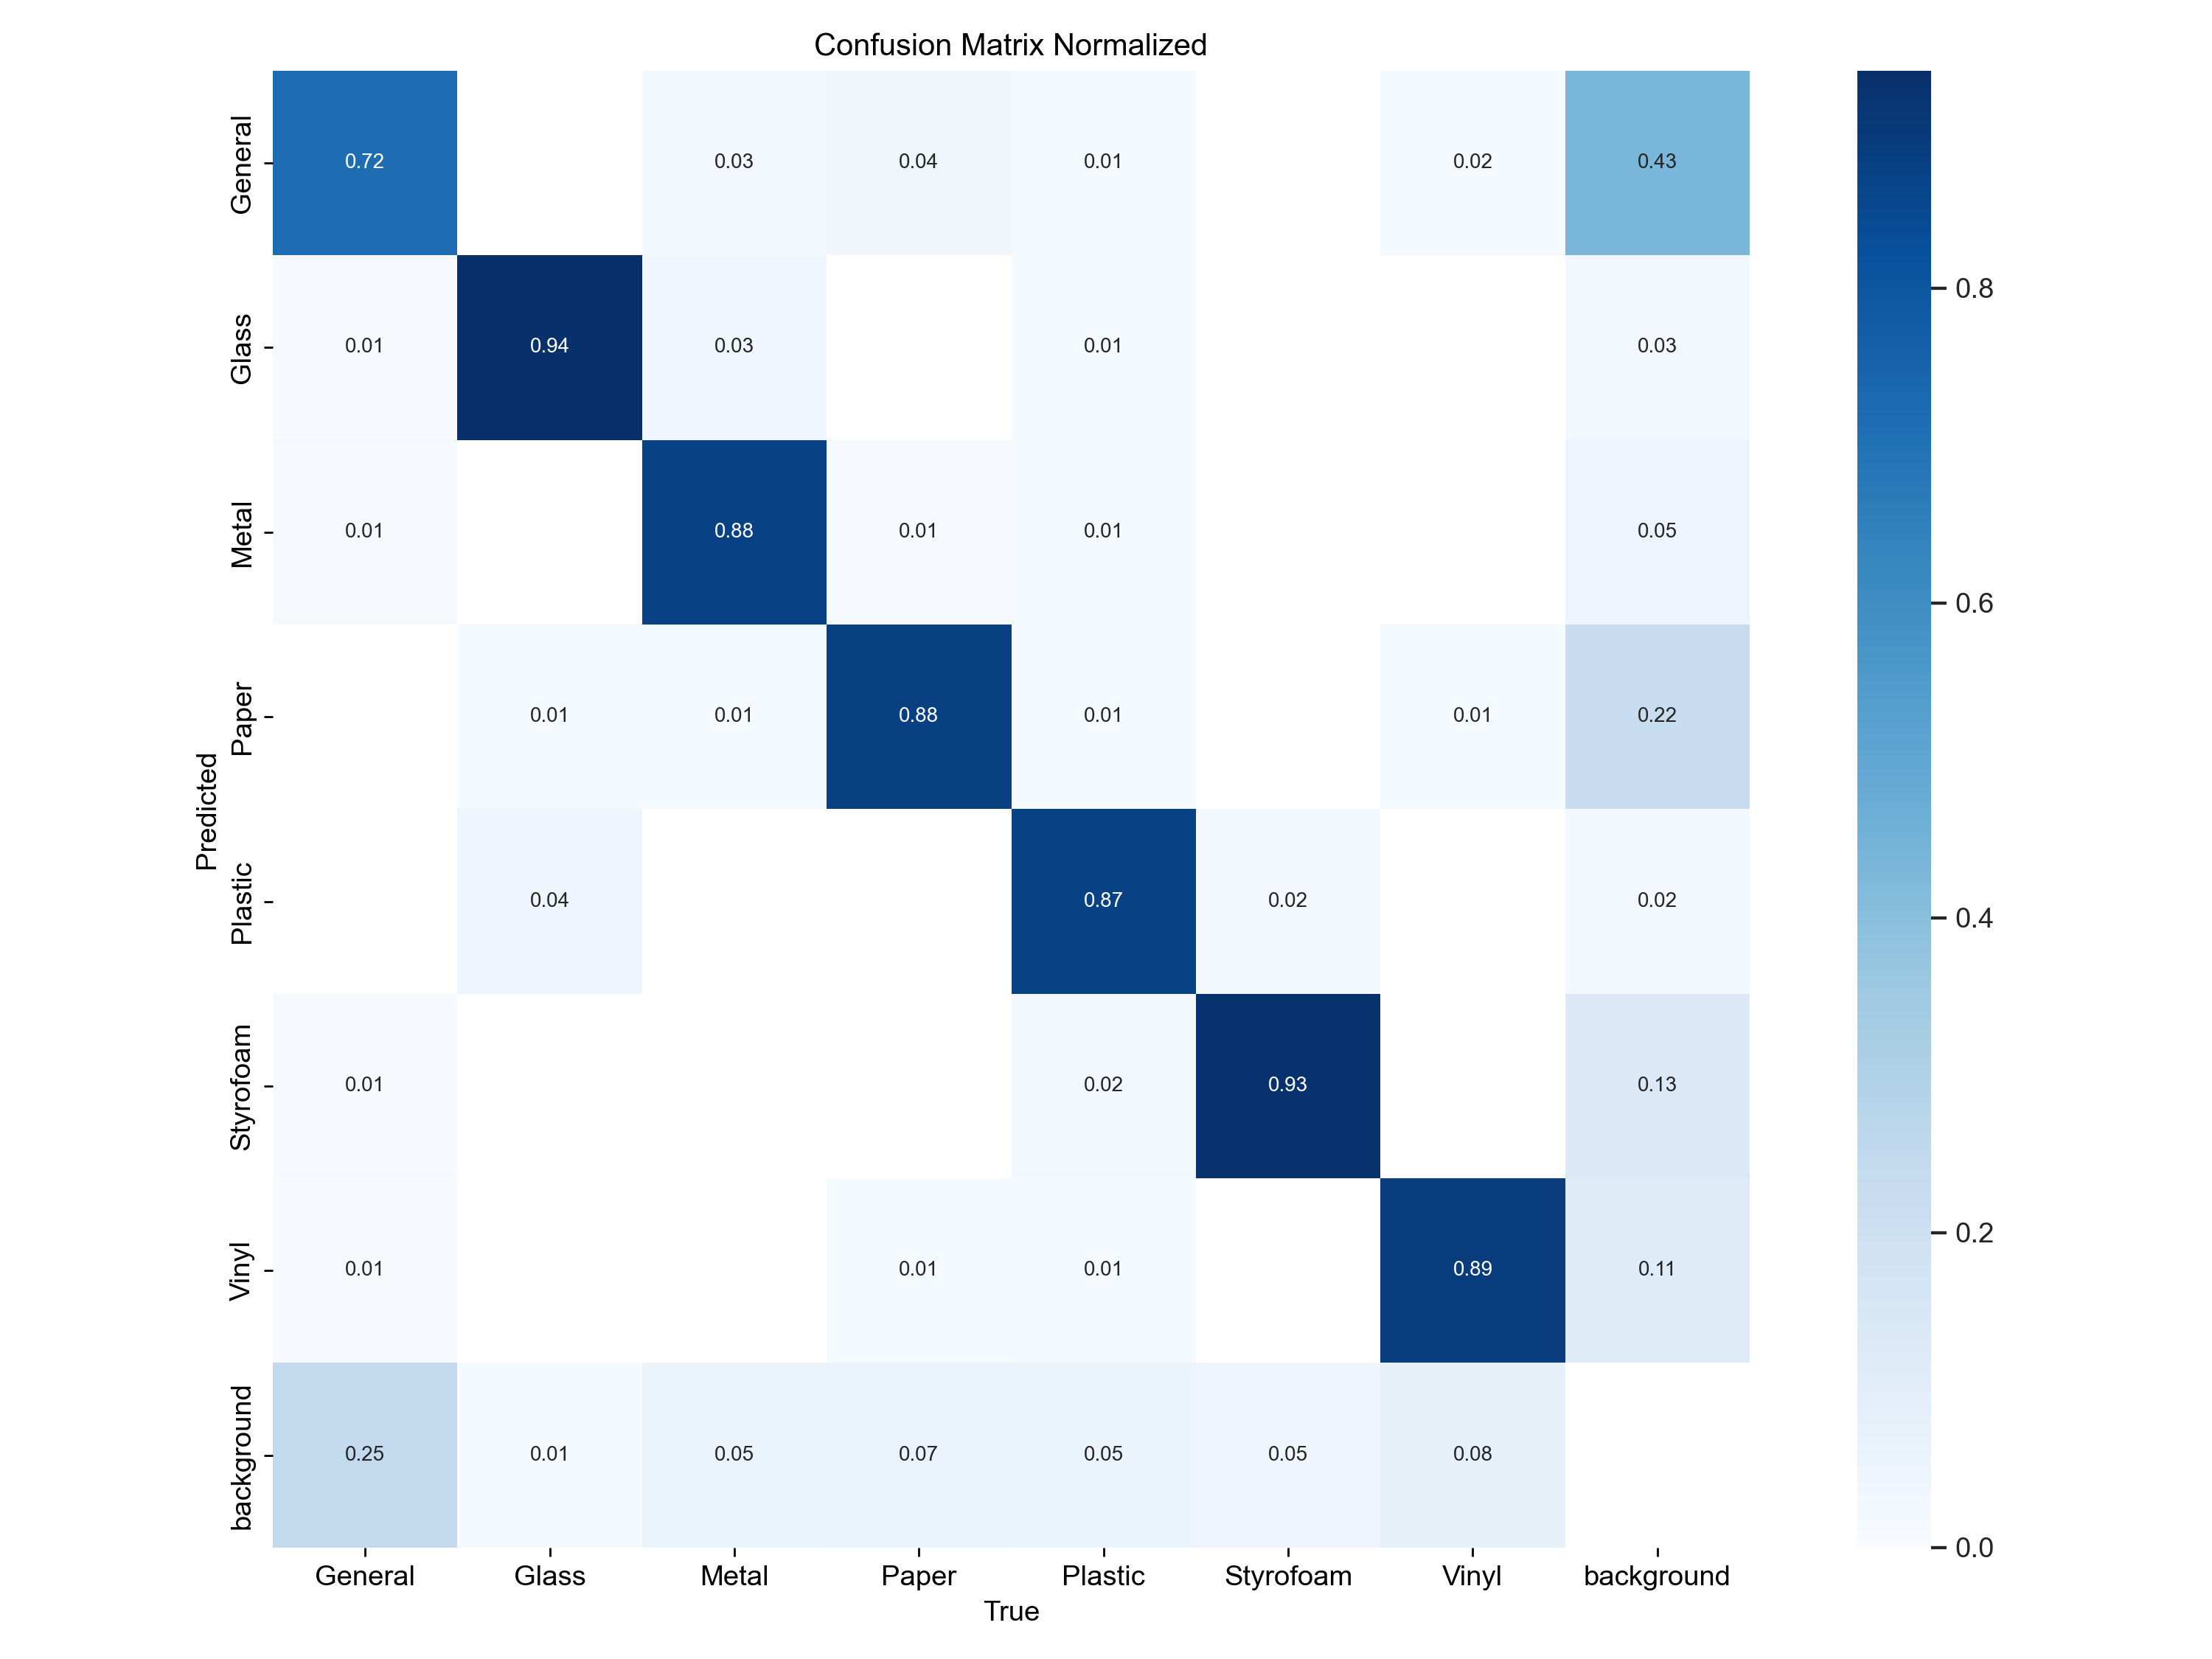 Confusion Matrix Normalized
General 0.72 0.03 0.04 0.01 0.02 0.43
Glass 0.01 0.94 0.03 0.01 0.03
Metal 0.01 0.88 0.01 0.01 0.05
Paper 0.01 0.01 0.88 0.01 0.01 0.22
Plastic 0.04 0.87 0.02 0.02
Styrofoam 0.01 0.02 0.93 0.13
Vinyl 0.01 0.01 0.01 0.89 0.11
background 0.25 0.01 0.05 0.07 0.05 0.05 0.08
Predicted
General Glass Metal Paper Plastic Styrofoam Vinyl background
True
0.8
0.6
0.4
0.2
0.0